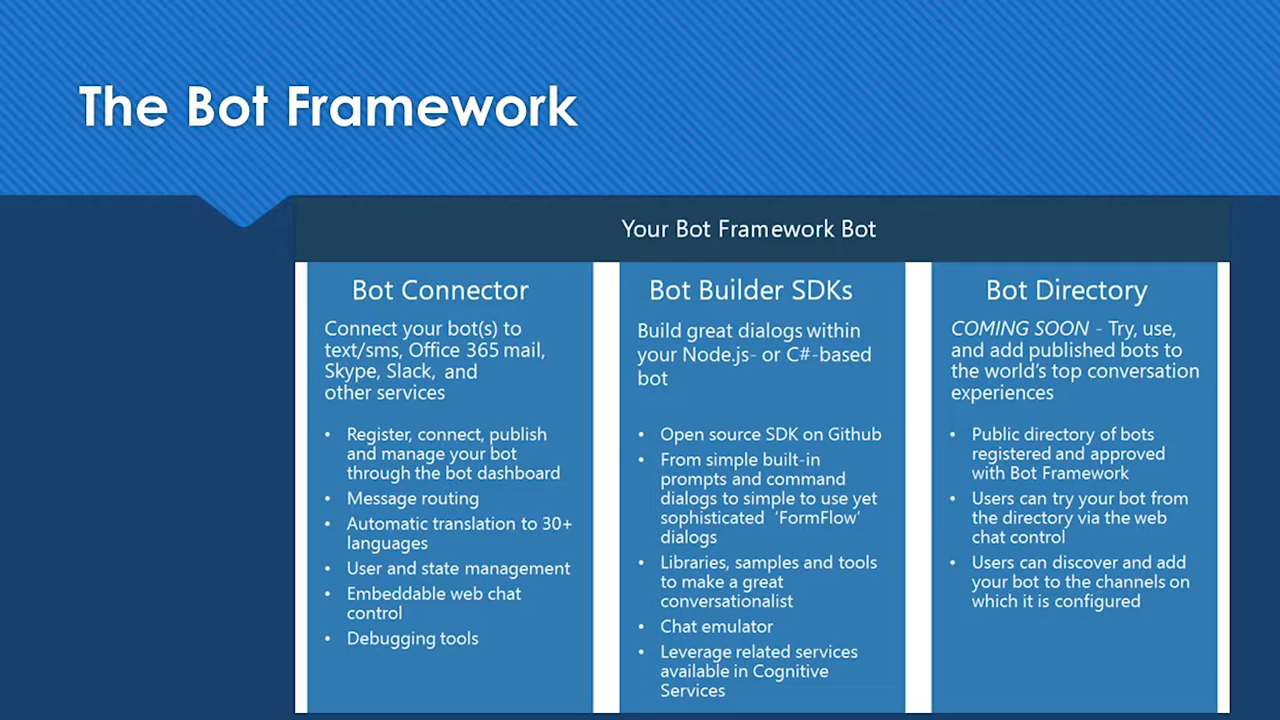 The Bot Framework
Your Bot Framework Bot
Bot Connector
Connect your bot(s) to
text/sms, Office 365 mail,
Skype, Slack, and
other services
• Register, connect, publish
and manage your bot
through the bot dashboard
• Message routing
• Automatic translation to 30+
languages
• User and state management
• Embeddable web chat
control
• Debugging tools
Bot Builder SDKs
Build great dialogs within
your Node.js- or C#-based
bot
• Open source SDK on Github
• From simple built-in
prompts and command
dialogs to simple to use yet
sophisticated ‘FormFlow’
dialogs
• Libraries, samples and tools
to make a great
conversationalist
• Chat emulator
• Leverage related services
available in Cognitive
Services
Bot Directory
COMING SOON - Try, use,
and add published bots to
the world’s top conversation
experiences
• Public directory of bots
registered and approved
with Bot Framework
• Users can try your bot from
the directory via the web
chat control
• Users can discover and add
your bot to the channels on
which it is configured